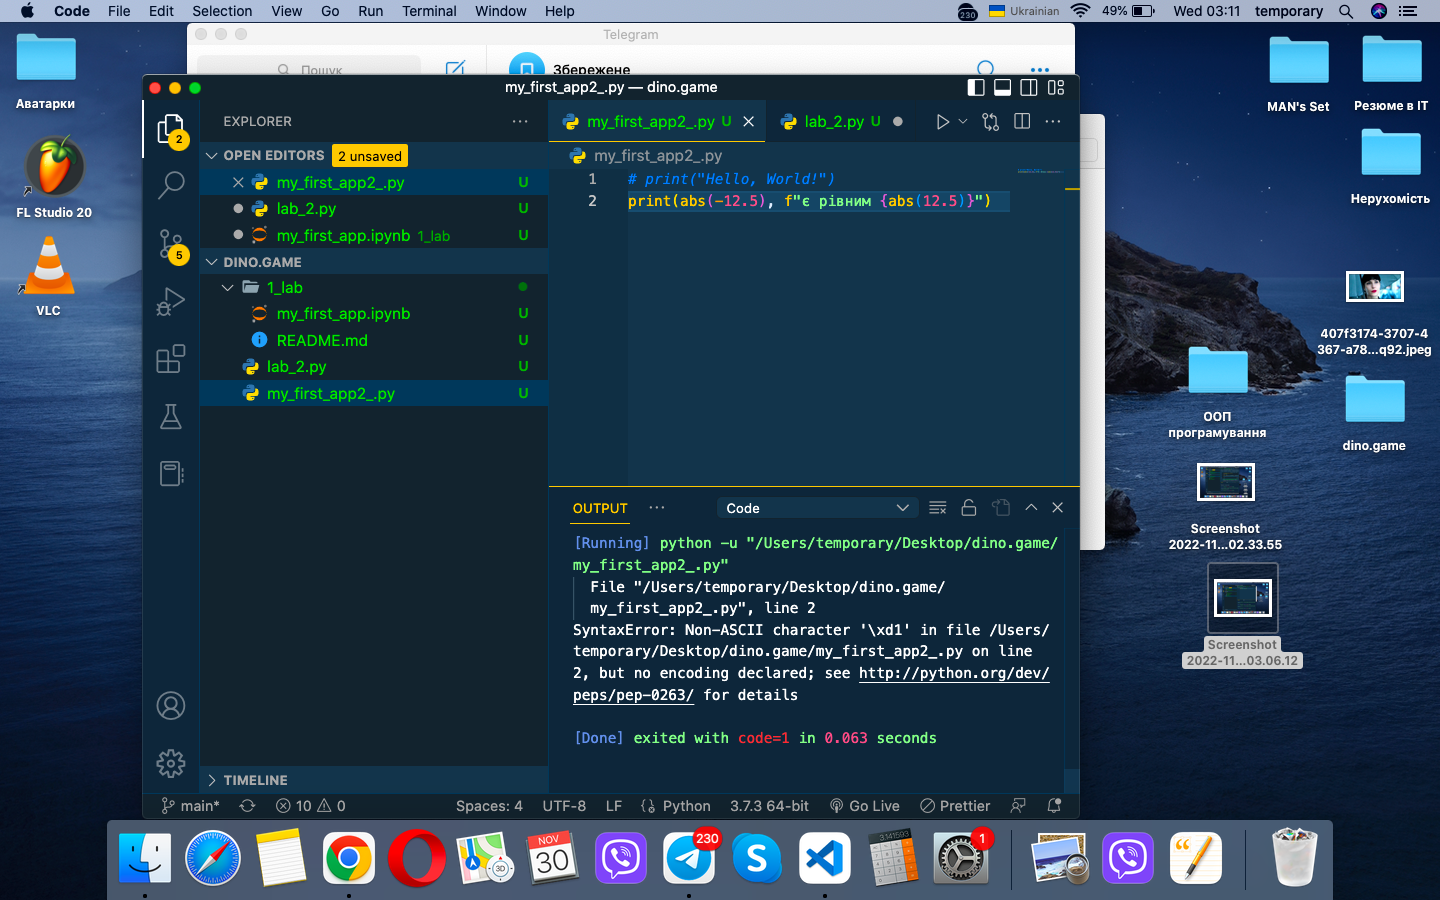 Code File Edit Selection View Go Run Terminal Window Help
230 Ukrainian 49% Wed 03:11 temporary
Telegram
Пошук
Збережене
Аватарки
FL Studio 20
VLC
MAN's Set
Резюме в ІТ
Нерухомість
407f3174-3707-4
367-a78...q92.jpeg
ООП
програмування
dino.game
Screenshot
2022-11...02.33.55
Screenshot
2022-11...03.06.12
my_first_app2_.py — dino.game
2
5
EXPLORER
OPEN EDITORS 2 unsaved
my_first_app2_.py U
lab_2.py U
my_first_app.ipynb 1_lab U
DINO.GAME
1_lab
my_first_app.ipynb U
README.md U
lab_2.py U
my_first_app2_.py U
TIMELINE
my_first_app2_.py U
lab_2.py U
my_first_app2_.py
1 # print("Hello, World!")
2 print(abs(-12.5), f"є рівним {abs(12.5)}")
OUTPUT
Code
[Running] python -u "/Users/temporary/Desktop/dino.game/
my_first_app2_.py"
File "/Users/temporary/Desktop/dino.game/
my_first_app2_.py", line 2
SyntaxError: Non-ASCII character '\xd1' in file /Users/
temporary/Desktop/dino.game/my_first_app2_.py on line
2, but no encoding declared; see http://python.org/dev/
peps/pep-0263/ for details
[Done] exited with code=1 in 0.063 seconds
main* 10 0 Spaces: 4 UTF-8 LF Python 3.7.3 64-bit Go Live Prettier
3D
NOV
30
230
3.141593
1